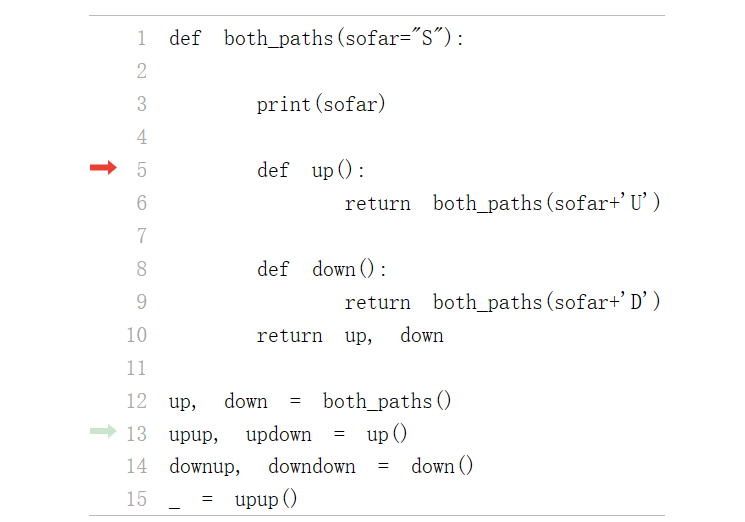 1 def both_paths(sofar="S"):
2
3 print(sofar)
4
5 def up():
6 return both_paths(sofar+'U')
7
8 def down():
9 return both_paths(sofar+'D')
10 return up, down
11
12 up, down = both_paths()
13 upup, updown = up()
14 downup, downdown = down()
15 _ = upup()